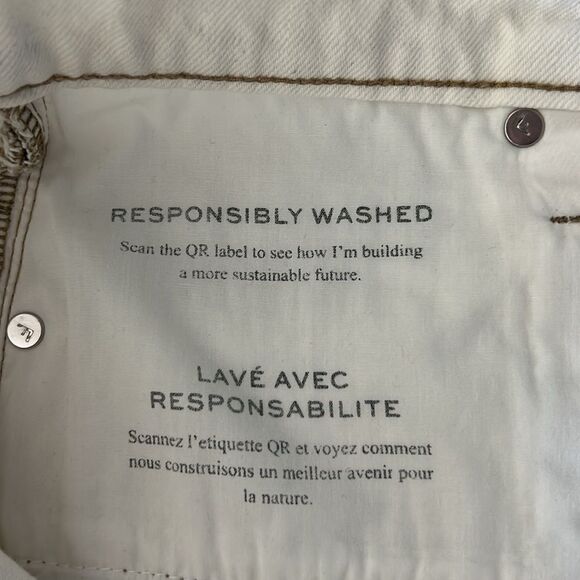 RESPONSIBLY WASHED
Scan the QR label to see how I'm building
a more sustainable future.
LAVÉ AVEC
RESPONSABILITE
Scannez l'etiquette QR et voyez comment
nous construisons un meilleur avenir pour
la nature.